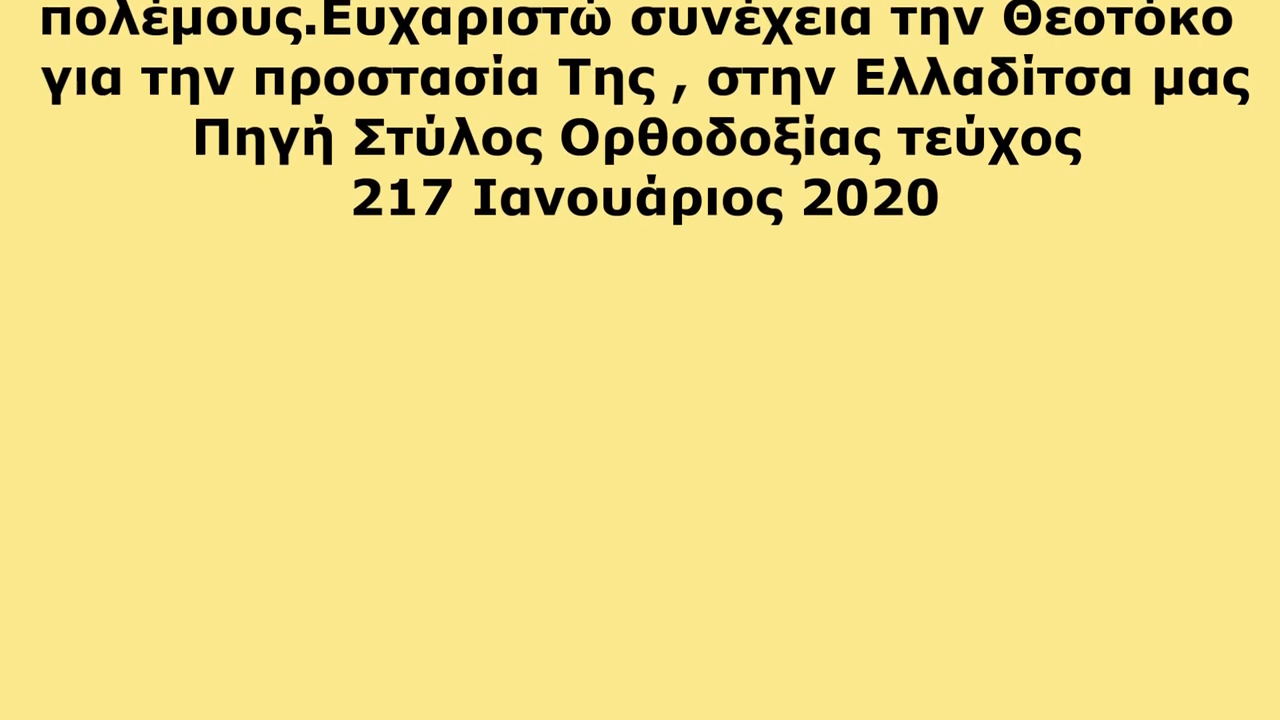 πολέμους.Ευχαριστώ συνέχεια την Θεοτόκο
για την προστασία Της , στην Ελλαδίτσα μας
Πηγή Στύλος Ορθοδοξίας τεύχος
217 Ιανουάριος 2020